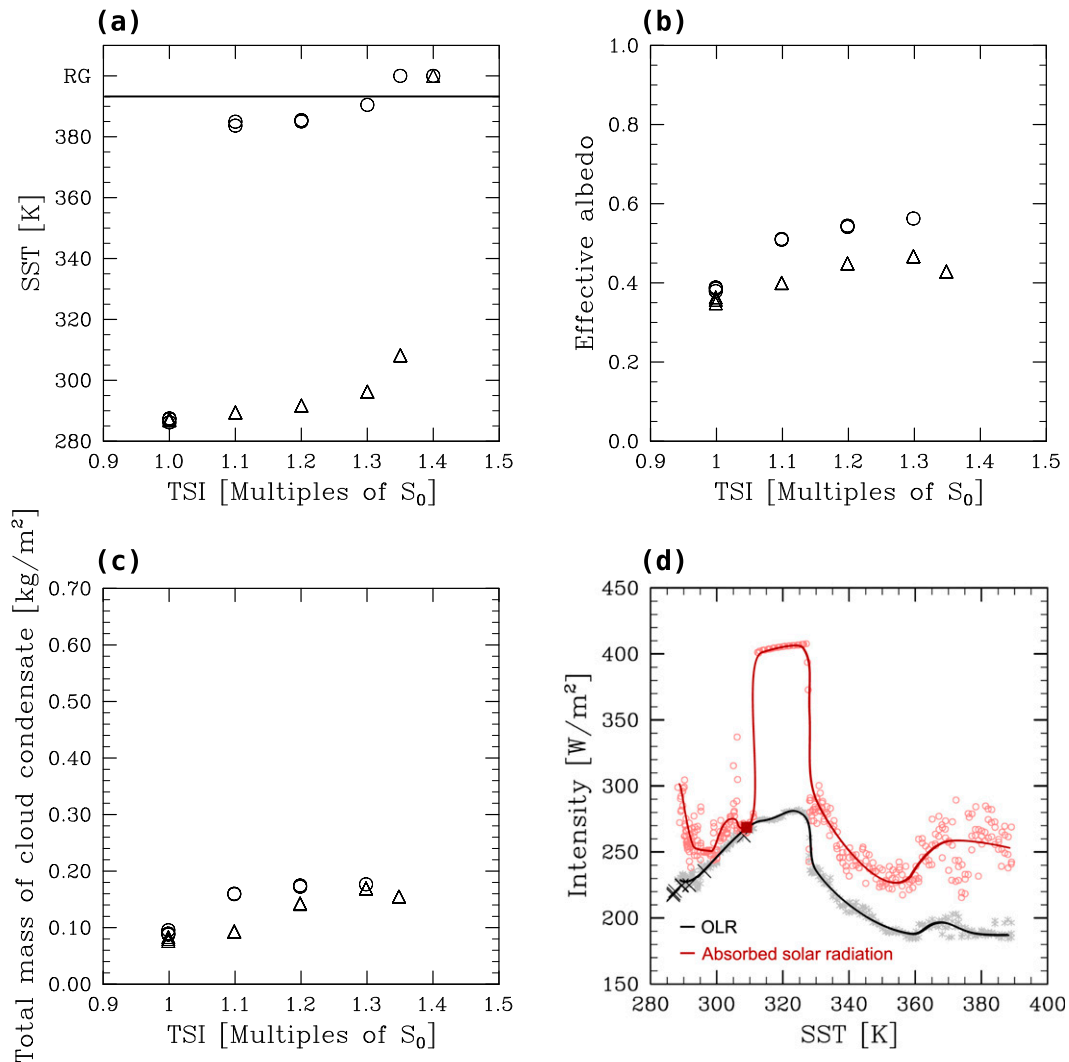 (a)
RG
380
360
340
320
300
280
0.9 1.0 1.1 1.2 1.3 1.4 1.5
SST [K]
TSI [Multiples of S₀]
(b)
1.0
0.8
0.6
0.4
0.2
0.0
0.9 1 1.1 1.2 1.3 1.4 1.5
Effective albedo
TSI [Multiples of S₀]
(c)
0.70
0.60
0.50
0.40
0.30
0.20
0.10
0.00
0.9 1.0 1.1 1.2 1.3 1.4 1.5
Total mass of cloud condensate [kg/m²]
TSI [Multiples of S₀]
(d)
450
400
350
300
250
200
150
280 300 320 340 360 380 400
Intensity [W/m²]
OLR
Absorbed solar radiation
SST [K]